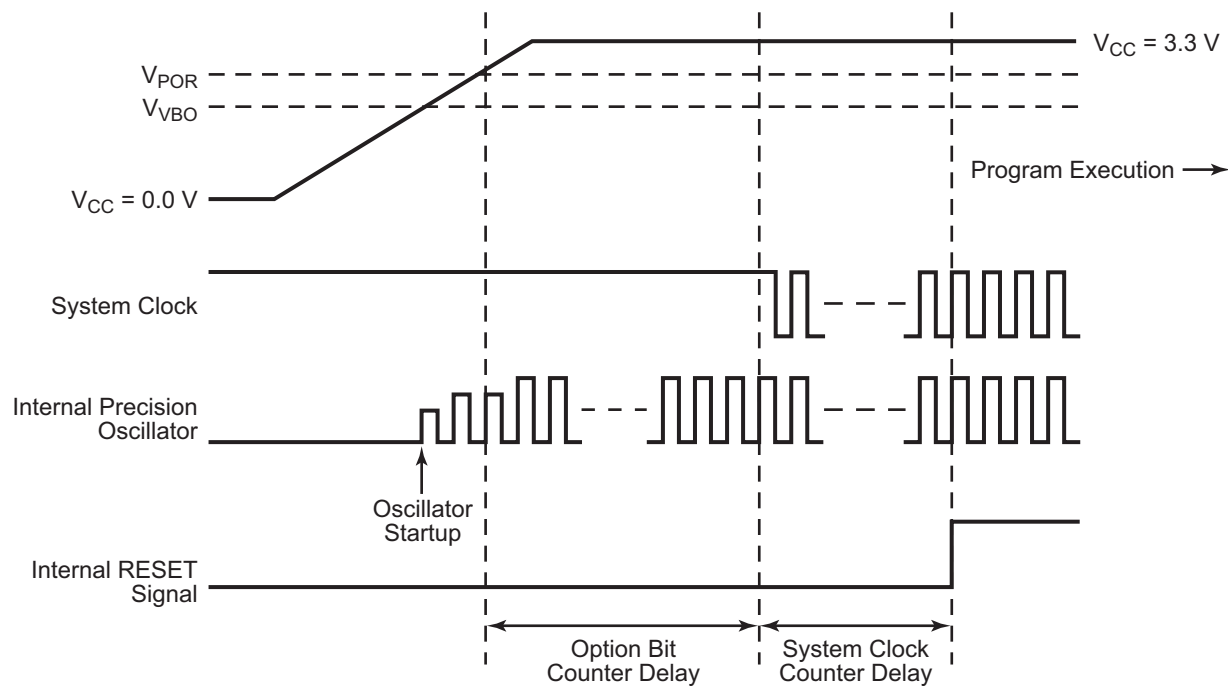 V_CC = 3.3 V
V_POR
V_VBO
Program Execution
V_CC = 0.0 V
System Clock
Internal Precision
Oscillator
Oscillator
Startup
Internal RESET
Signal
Option Bit
Counter Delay
System Clock
Counter Delay